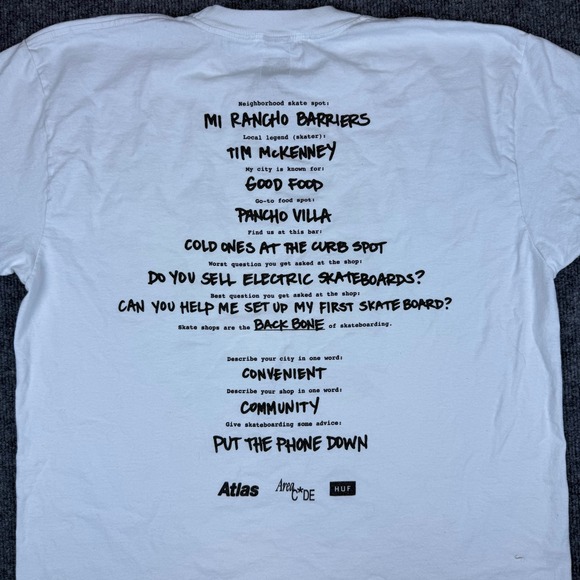 Neighborhood skate spot:
MI RANCHO BARRIERS
Local legend (skater):
TIM McKENNEY
My city is known for:
GOOD FOOD
Go-to food spot:
PANCHO VILLA
Find us at this bar:
COLD ONES AT THE CURB SPOT
Worst question you get asked at the shop:
DO YOU SELL ELECTRIC SKATEBOARDS?
Best question you get asked at the shop:
CAN YOU HELP ME SET UP MY FIRST SKATEBOARD?
Skate shops are the BACK BONE of skateboarding.
Describe your city in one word:
CONVENIENT
Describe your shop in one word:
COMMUNITY
Give skateboarding some advice:
PUT THE PHONE DOWN
Atlas Area C*DE HUF